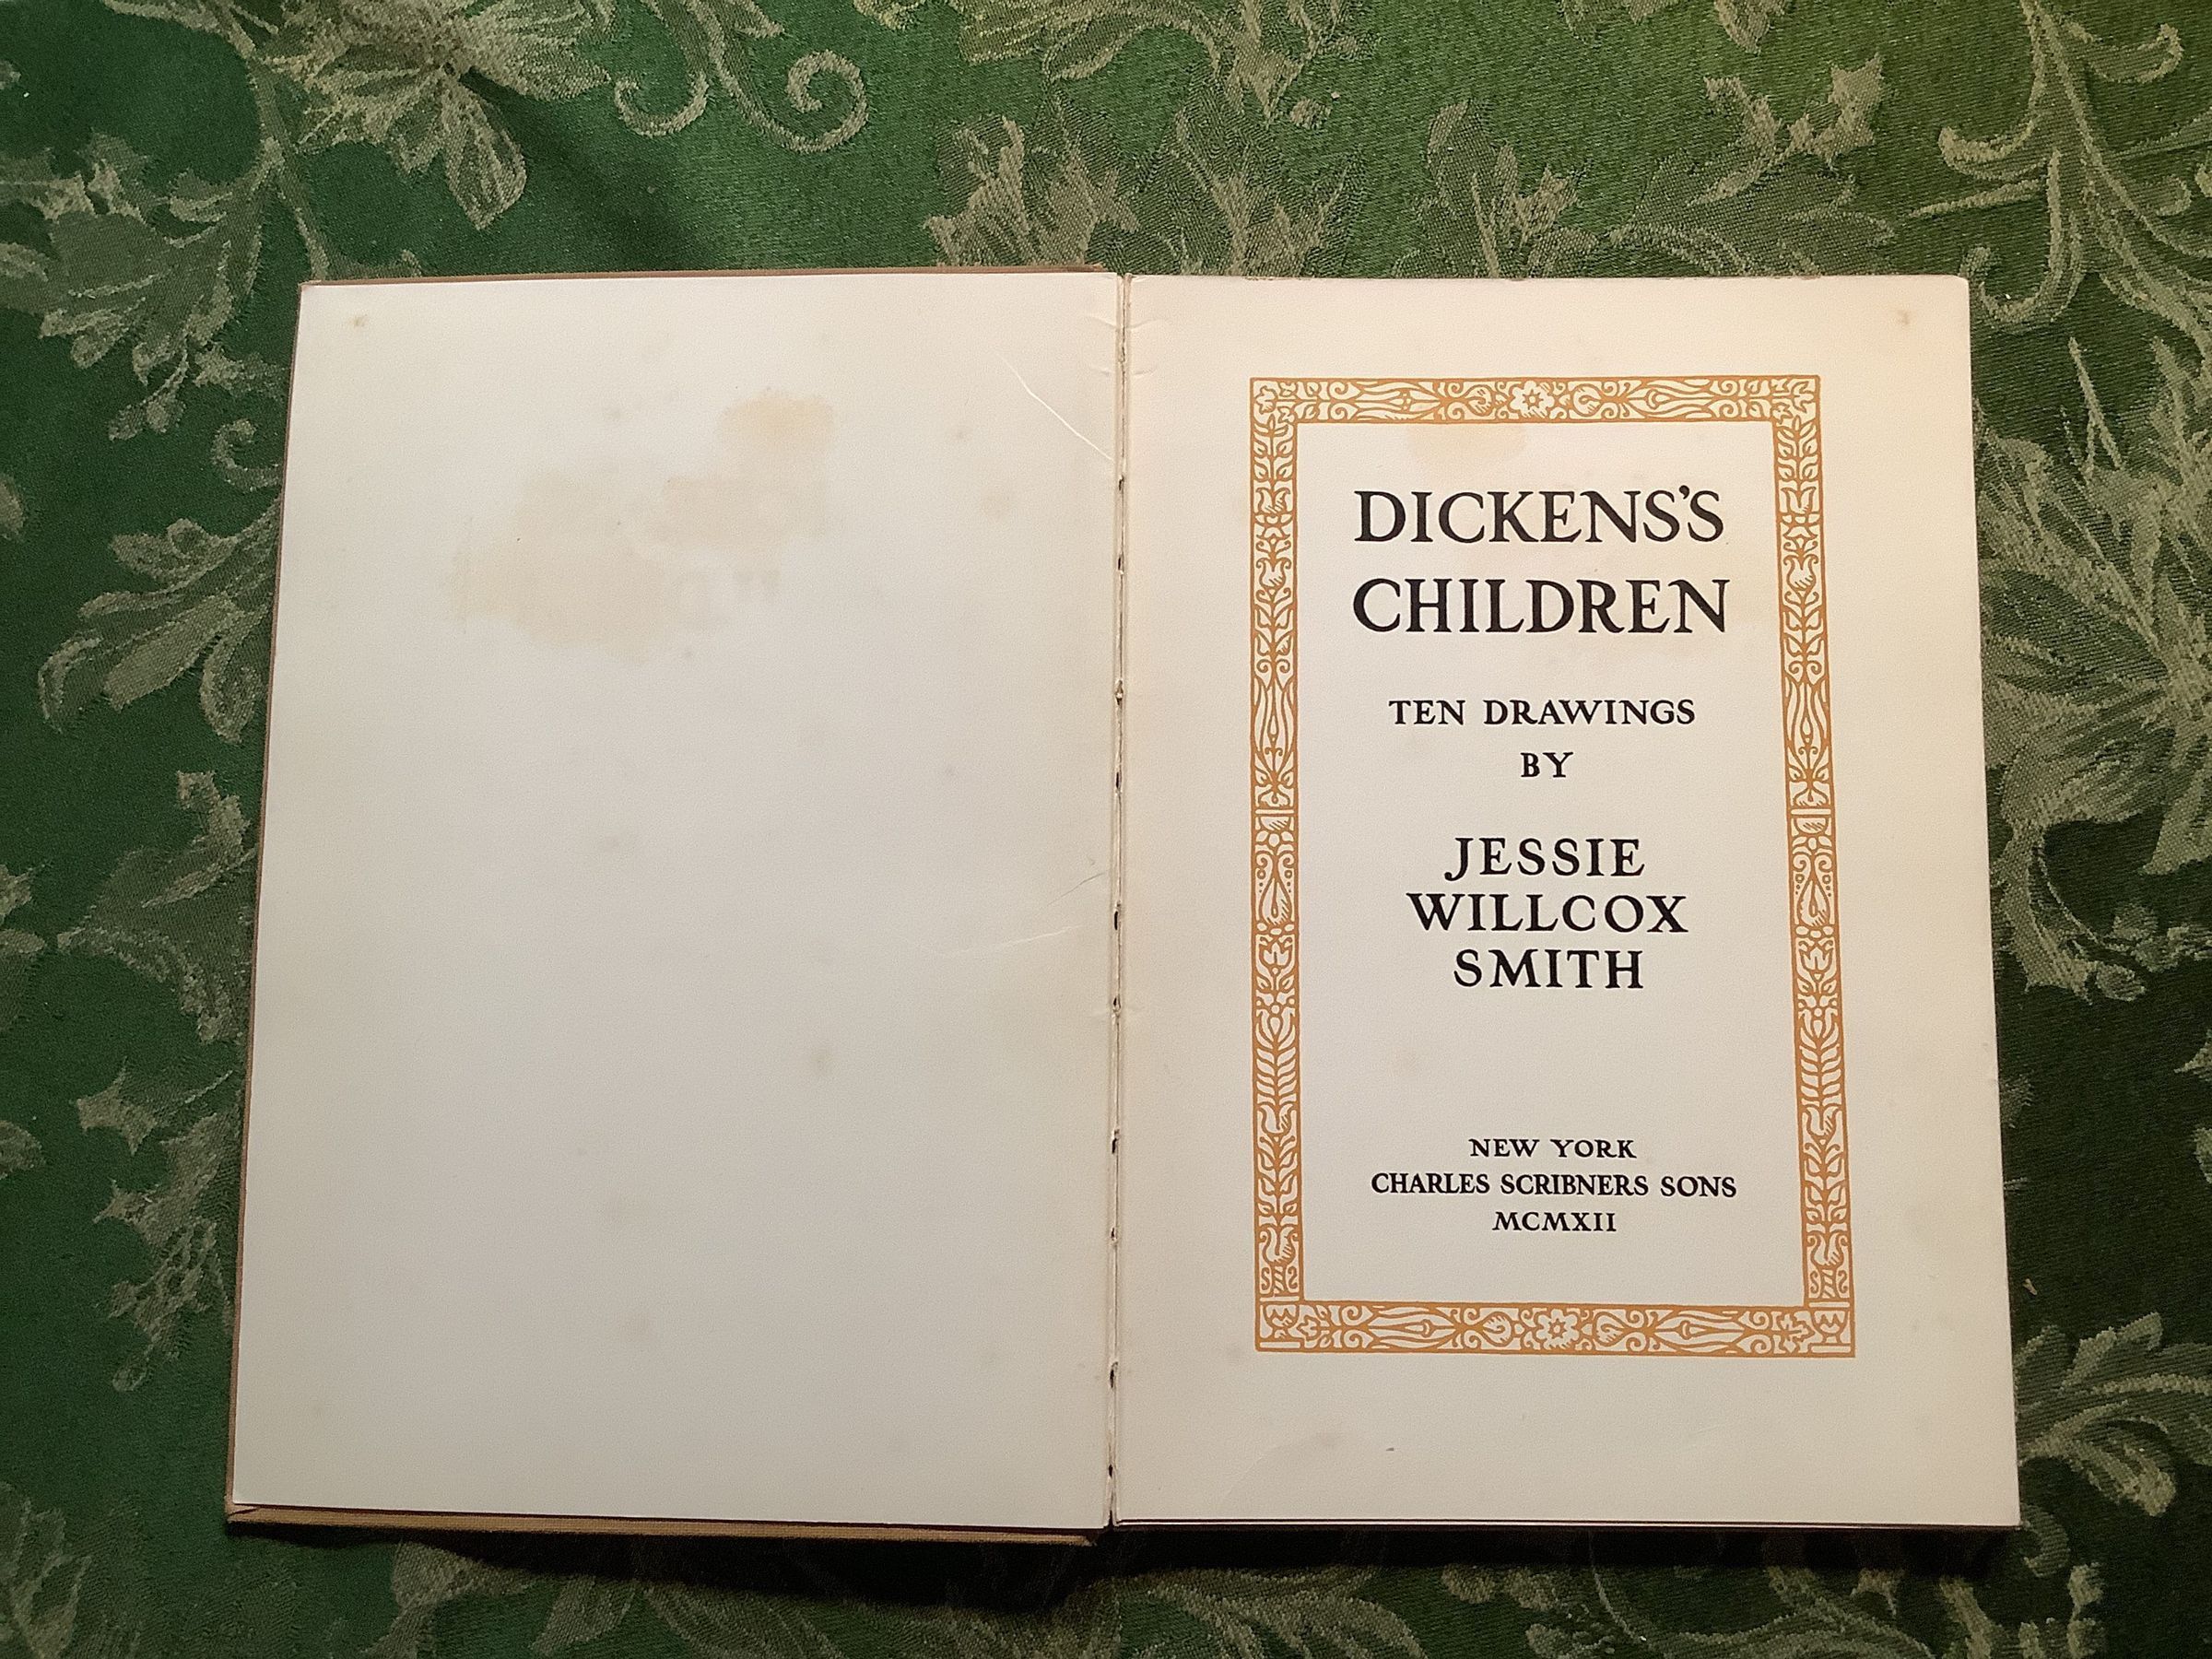 DICKENS'S
CHILDREN
TEN DRAWINGS
BY
JESSIE
WILLCOX
SMITH
NEW YORK
CHARLES SCRIBNERS SONS
MCMXII